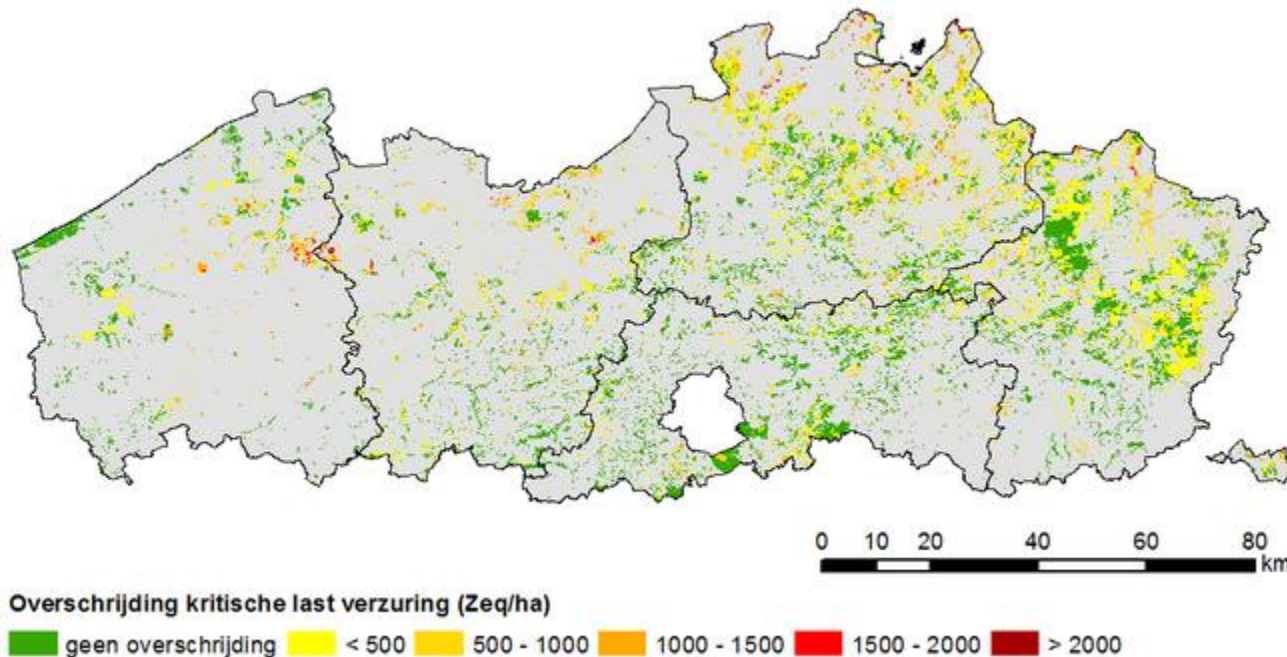 0 10 20 40 60 80
km
Overschrijding kritische last verzuring (Zeq/ha)
geen overschrijding < 500 500 - 1000 1000 - 1500 1500 - 2000 > 2000